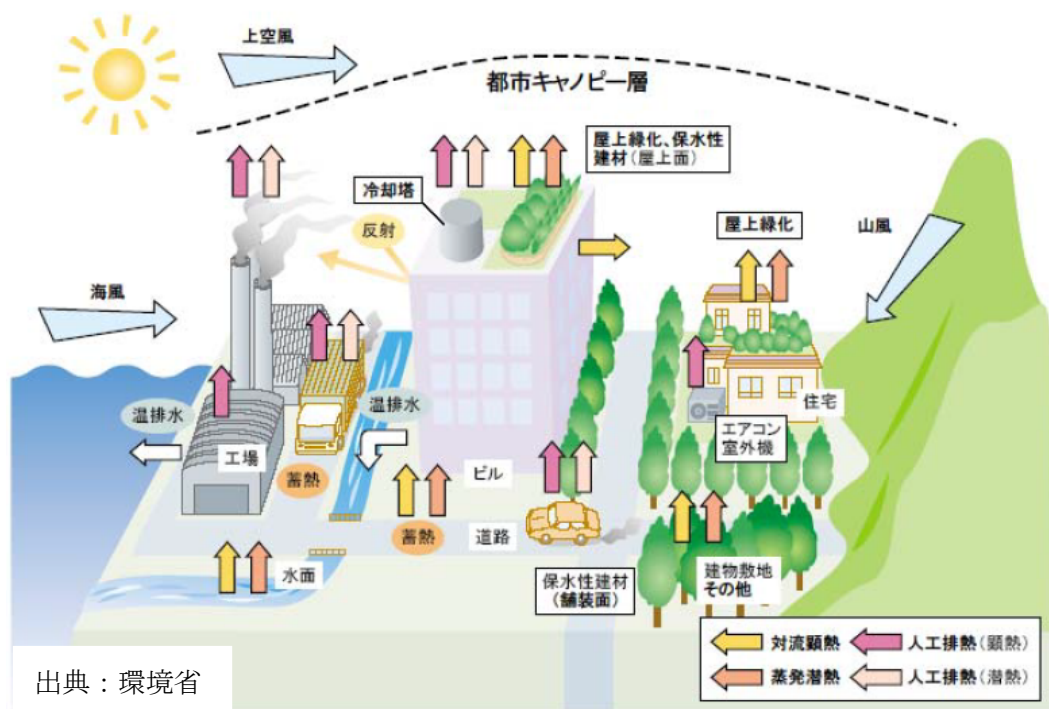 上空風
都市キャノピー層
屋上緑化、保水性
建材(屋上面)
冷却塔
反射
屋上緑化
山風
海風
温排水
温排水
工場
蓄熱
ビル
住宅
エアコン
室外機
蓄熱
道路
水面
保水性建材
(舗装面)
建物敷地
その他
対流顕熱
人工排熱(顕熱)
蒸発潜熱
人工排熱(潜熱)
出典：環境省